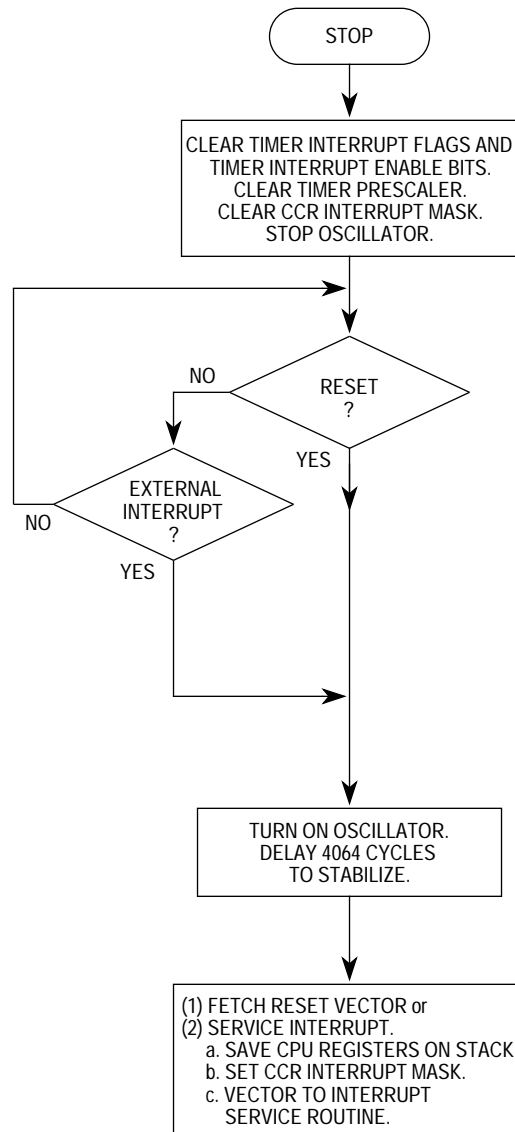 STOP
CLEAR TIMER INTERRUPT FLAGS AND
TIMER INTERRUPT ENABLE BITS.
CLEAR TIMER PRESCALER.
CLEAR CCR INTERRUPT MASK.
STOP OSCILLATOR.
NO
RESET
?
YES
EXTERNAL
INTERRUPT
?
NO
YES
TURN ON OSCILLATOR.
DELAY 4064 CYCLES
TO STABILIZE.
(1) FETCH RESET VECTOR or
(2) SERVICE INTERRUPT.
a. SAVE CPU REGISTERS ON STACK.
b. SET CCR INTERRUPT MASK.
c. VECTOR TO INTERRUPT
SERVICE ROUTINE.